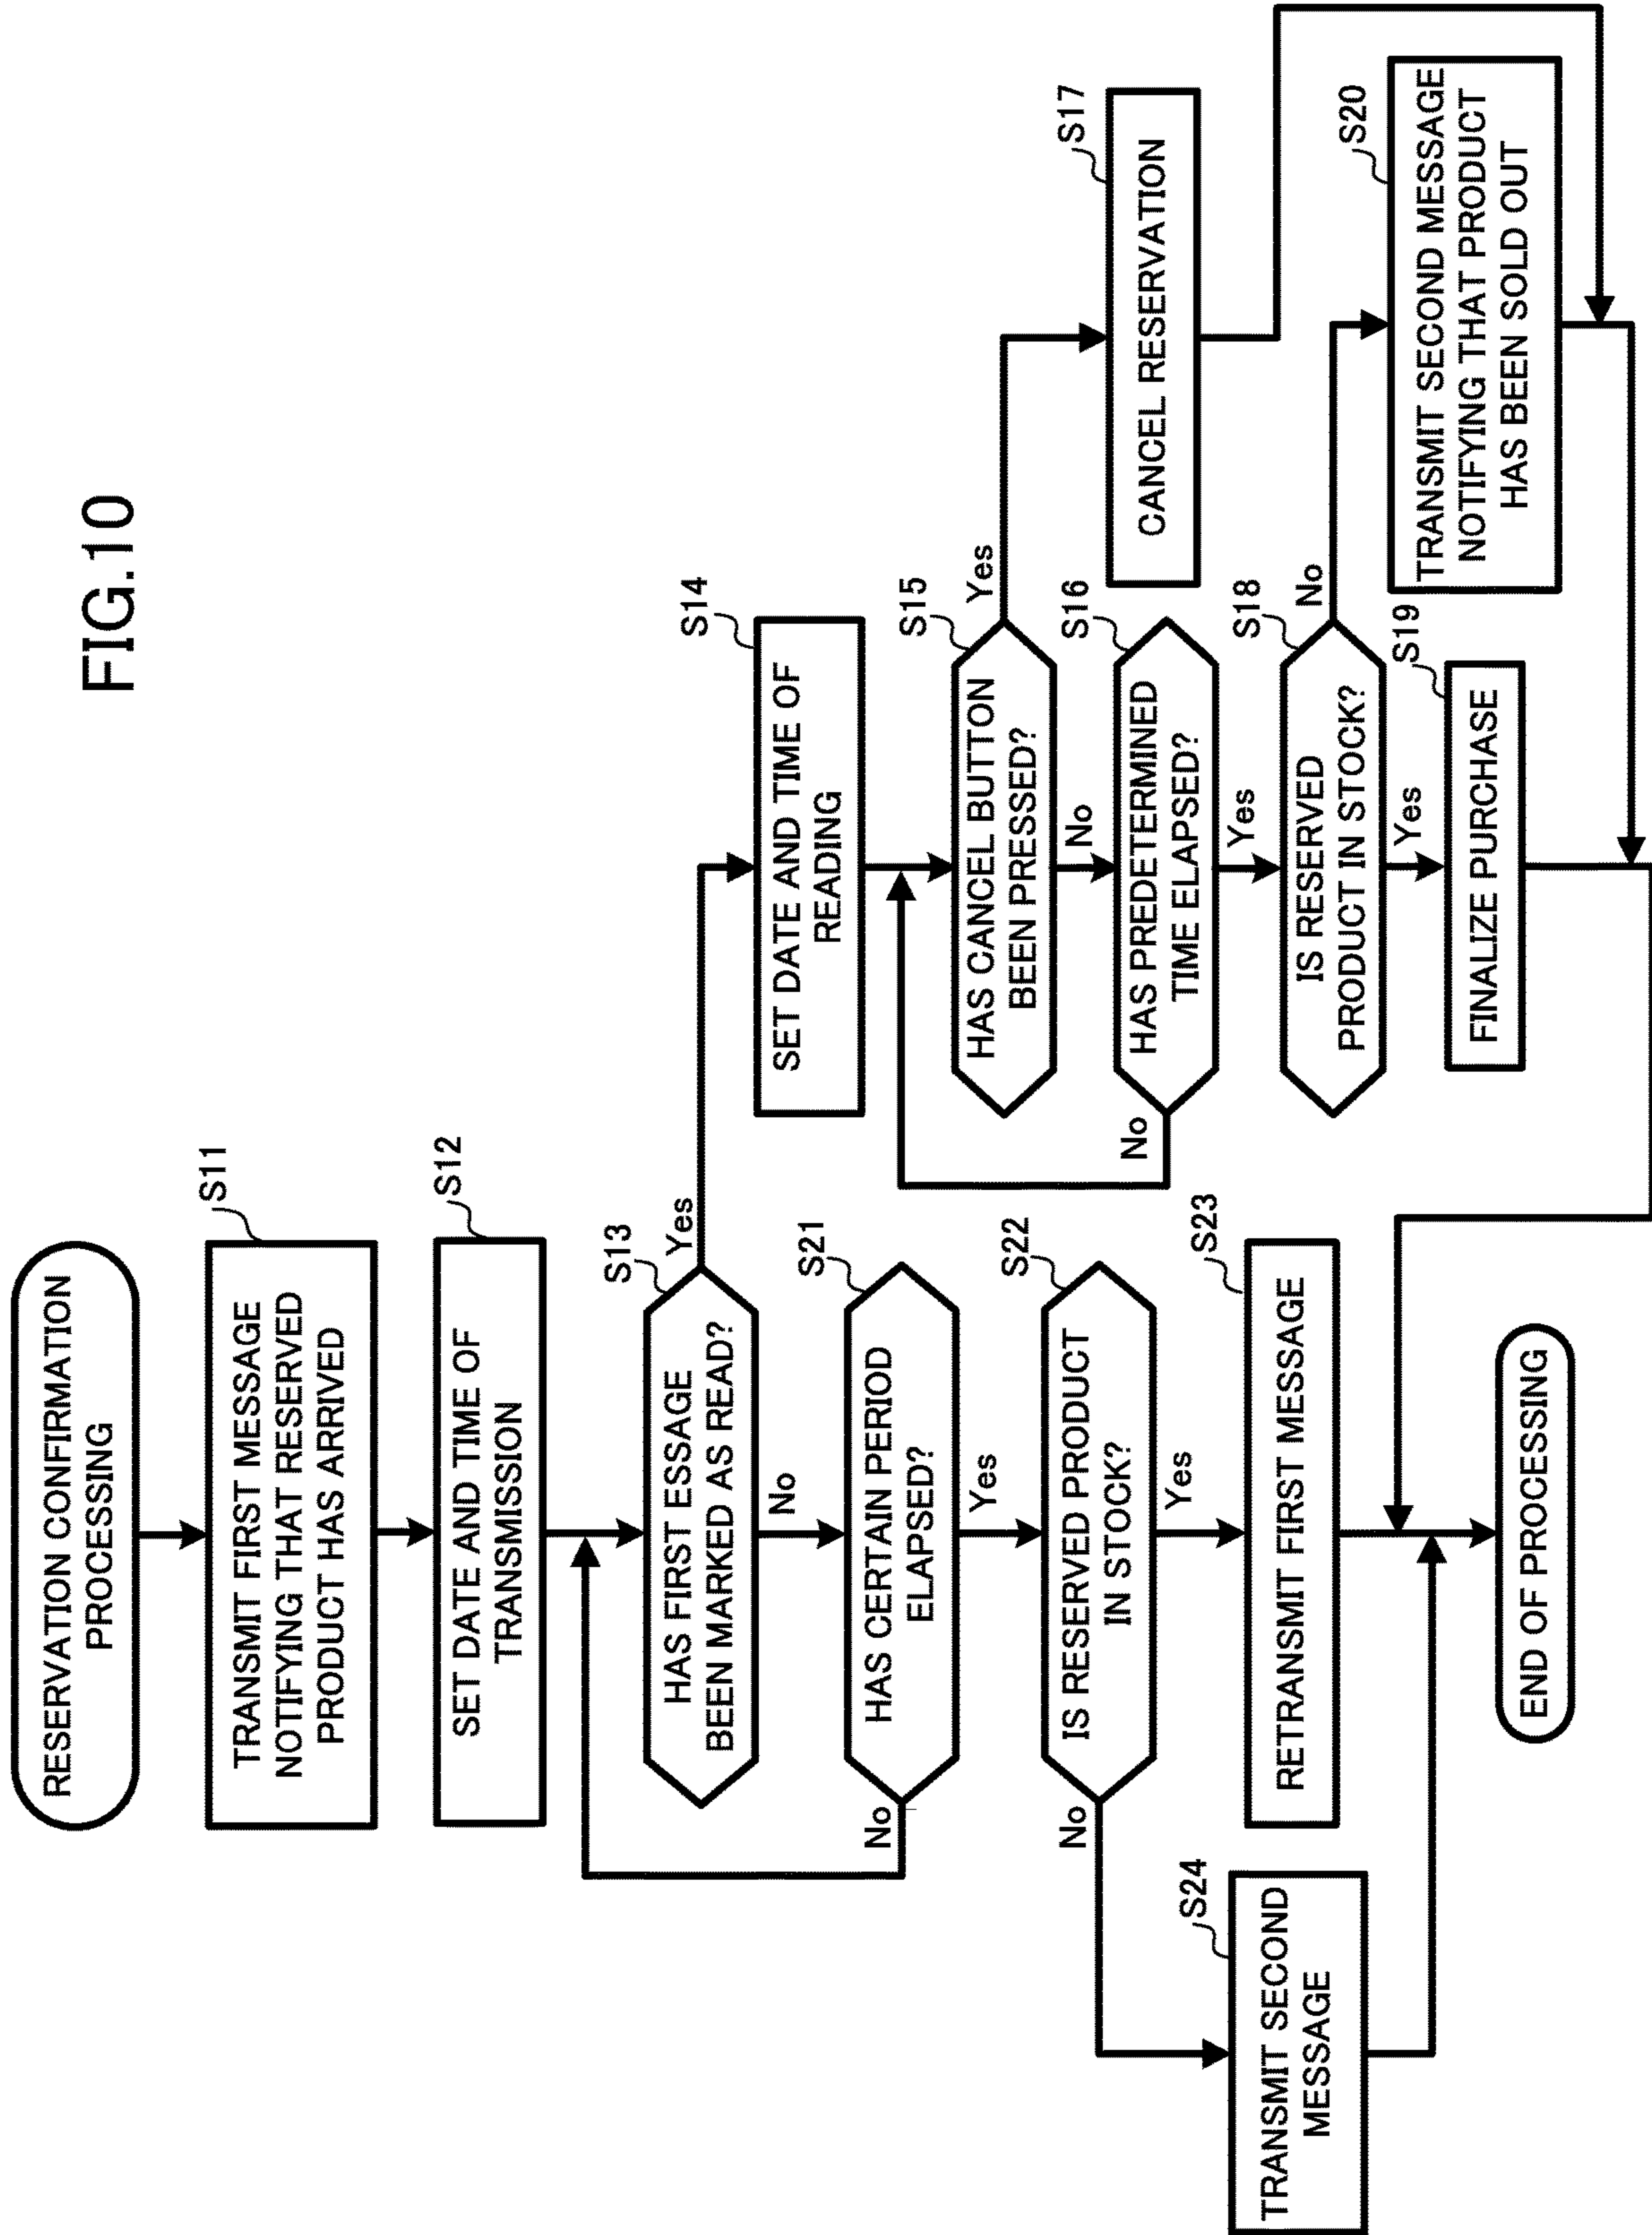 FIG.10
RESERVATION CONFIRMATION
PROCESSING
S11
TRANSMIT FIRST MESSAGE
NOTIFYING THAT RESERVED
PRODUCT HAS ARRIVED
S12
SET DATE AND TIME OF
TRANSMISSION
S13
HAS FIRST ESSAGE
BEEN MARKED AS READ?
Yes
No
S14
SET DATE AND TIME OF
READING
S15
HAS CANCEL BUTTON
BEEN PRESSED?
Yes
No
S16
HAS PREDETERMINED
TIME ELAPSED?
No
Yes
S17
CANCEL RESERVATION
S18
IS RESERVED
PRODUCT IN STOCK?
No
Yes
S19
FINALIZE PURCHASE
S20
TRANSMIT SECOND MESSAGE
NOTIFYING THAT PRODUCT
HAS BEEN SOLD OUT
S21
HAS CERTAIN PERIOD
ELAPSED?
No
Yes
S22
IS RESERVED PRODUCT
IN STOCK?
No
Yes
S23
RETRANSMIT FIRST MESSAGE
S24
TRANSMIT SECOND
MESSAGE
END OF PROCESSING